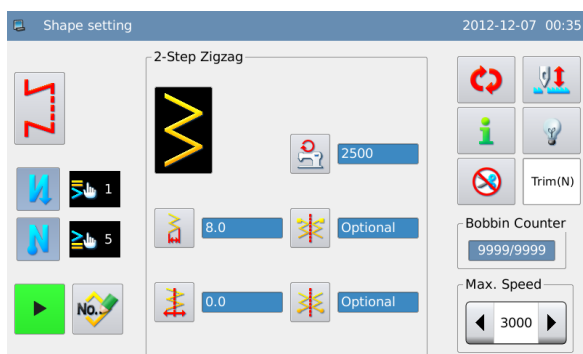 Shape setting 2012-12-07 00:35
2-Step Zigzag
2500
1
8.0 Optional
5
0.0 Optional
No...
Trim(N)
Bobbin Counter
9999/9999
Max. Speed
3000